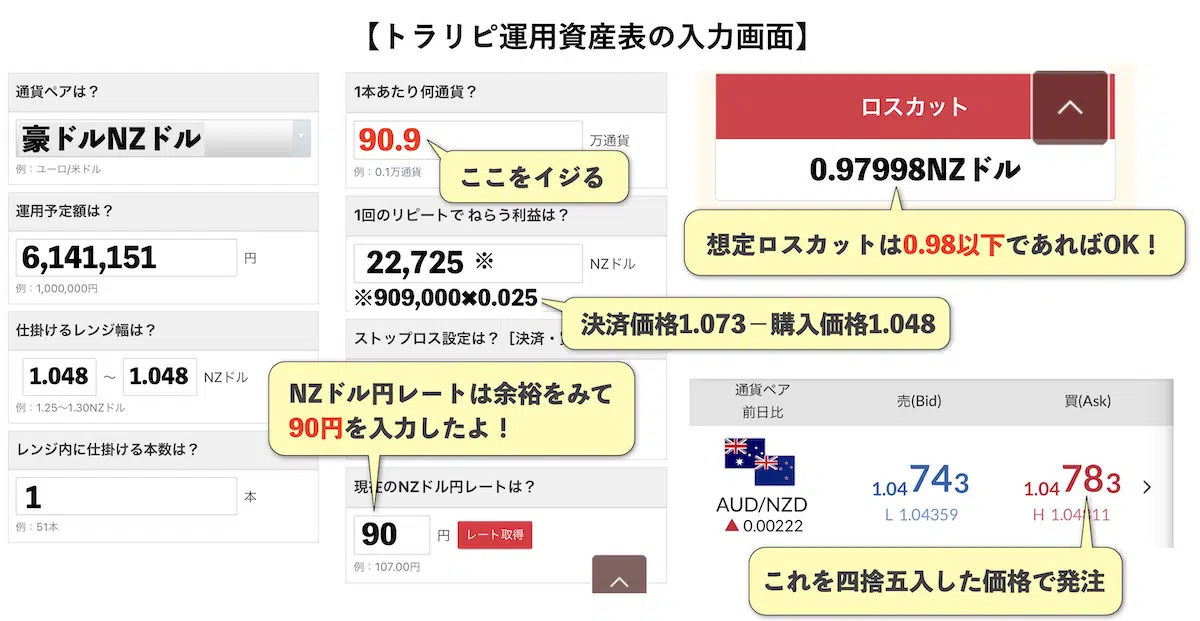 【トラリピ運用資産表の入力画面】
通貨ペアは？
豪ドルNZドル
例：ユーロ/米ドル
運用予定額は？
6,141,151 円
例：1,000,000円
仕掛けるレンジ幅は？
1.048 ～ 1.048 NZドル
例：1.25～1.30NZドル
レンジ内に仕掛ける本数は？
1 本
例：51本
1本あたり何通貨？
90.9 万通貨
例：0.1万通貨
ここをイジる
1回のリピートで ねらう利益は？
22,725 ※ NZドル
※909,000✖0.025
決済価格1.073－購入価格1.048
ストップロス設定は？［決済・
NZドル円レートは余裕をみて
90円を入力したよ！
現在のNZドル円レートは？
90 円 レート取得
例：107.00円
ロスカット
0.97998NZドル
想定ロスカットは0.98以下であればOK！
通貨ペア
前日比
売(Bid)
買(Ask)
AUD/NZD
▲0.00222
1.04743
L 1.04359
1.04783
これを四捨五入した価格で発注